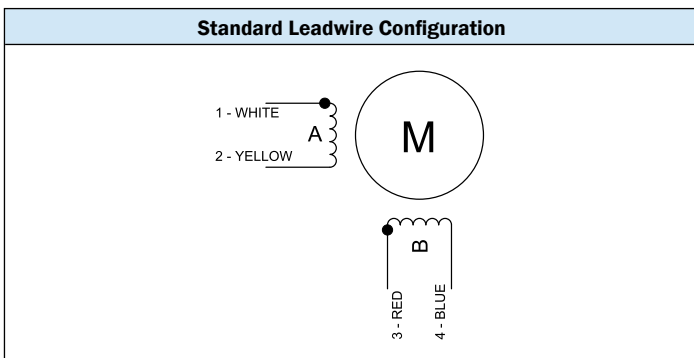 Standard Leadwire Configuration
1 - WHITE
A
2 - YELLOW
M
B
3 - RED
4 - BLUE